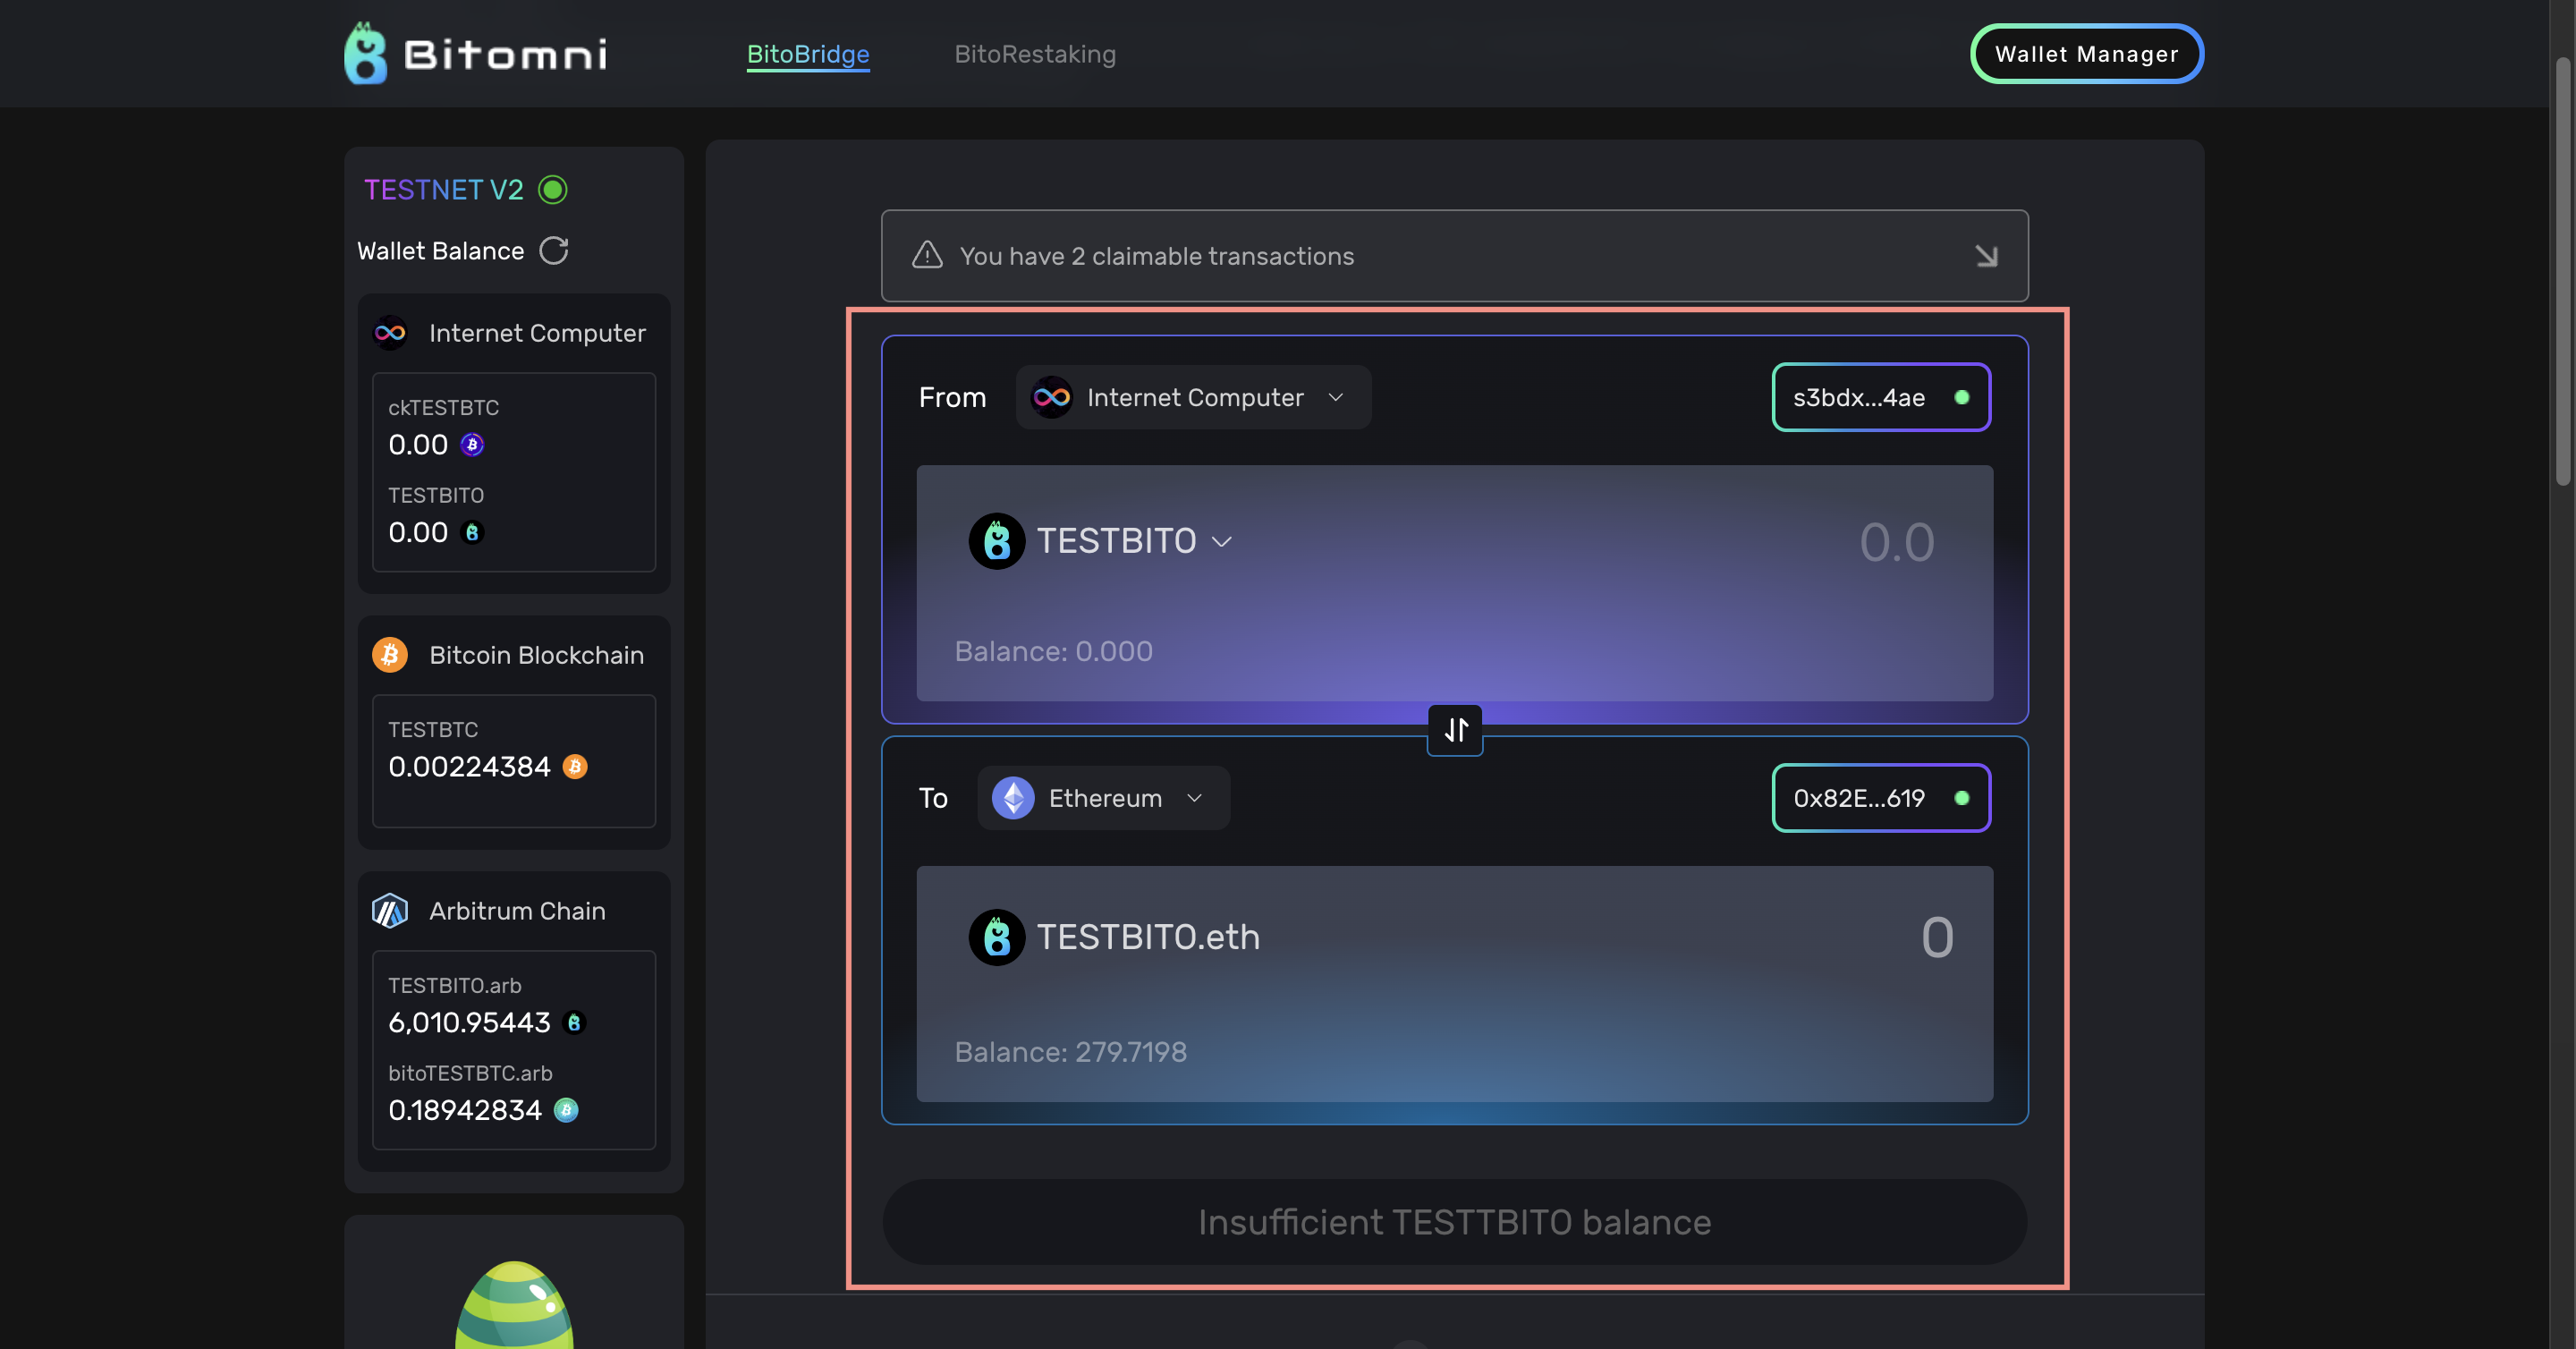 Bitomni
BitoBridge
BitoRestaking
Wallet Manager
TESTNET V2
Wallet Balance
Internet Computer
ckTESTBTC
0.00
TESTBITO
0.00
Bitcoin Blockchain
TESTBTC
0.00224384
Arbitrum Chain
TESTBITO.arb
6,010.95443
bitoTESTBTC.arb
0.18942834
You have 2 claimable transactions
From
Internet Computer
s3bdx...4ae
TESTBITO
0.0
Balance: 0.000
To
Ethereum
0x82E...619
TESTBITO.eth
0
Balance: 279.7198
Insufficient TESTTBITO balance